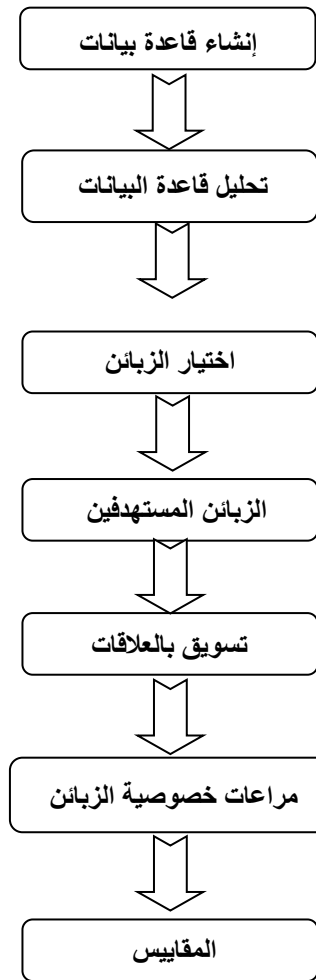 إنشاء قاعدة بيانات
تحليل قاعدة البيانات
اختيار الزبائن
الزبائن المستهدفين
تسويق بالعلاقات
مراعات خصوصية الزبائن
المقاييس